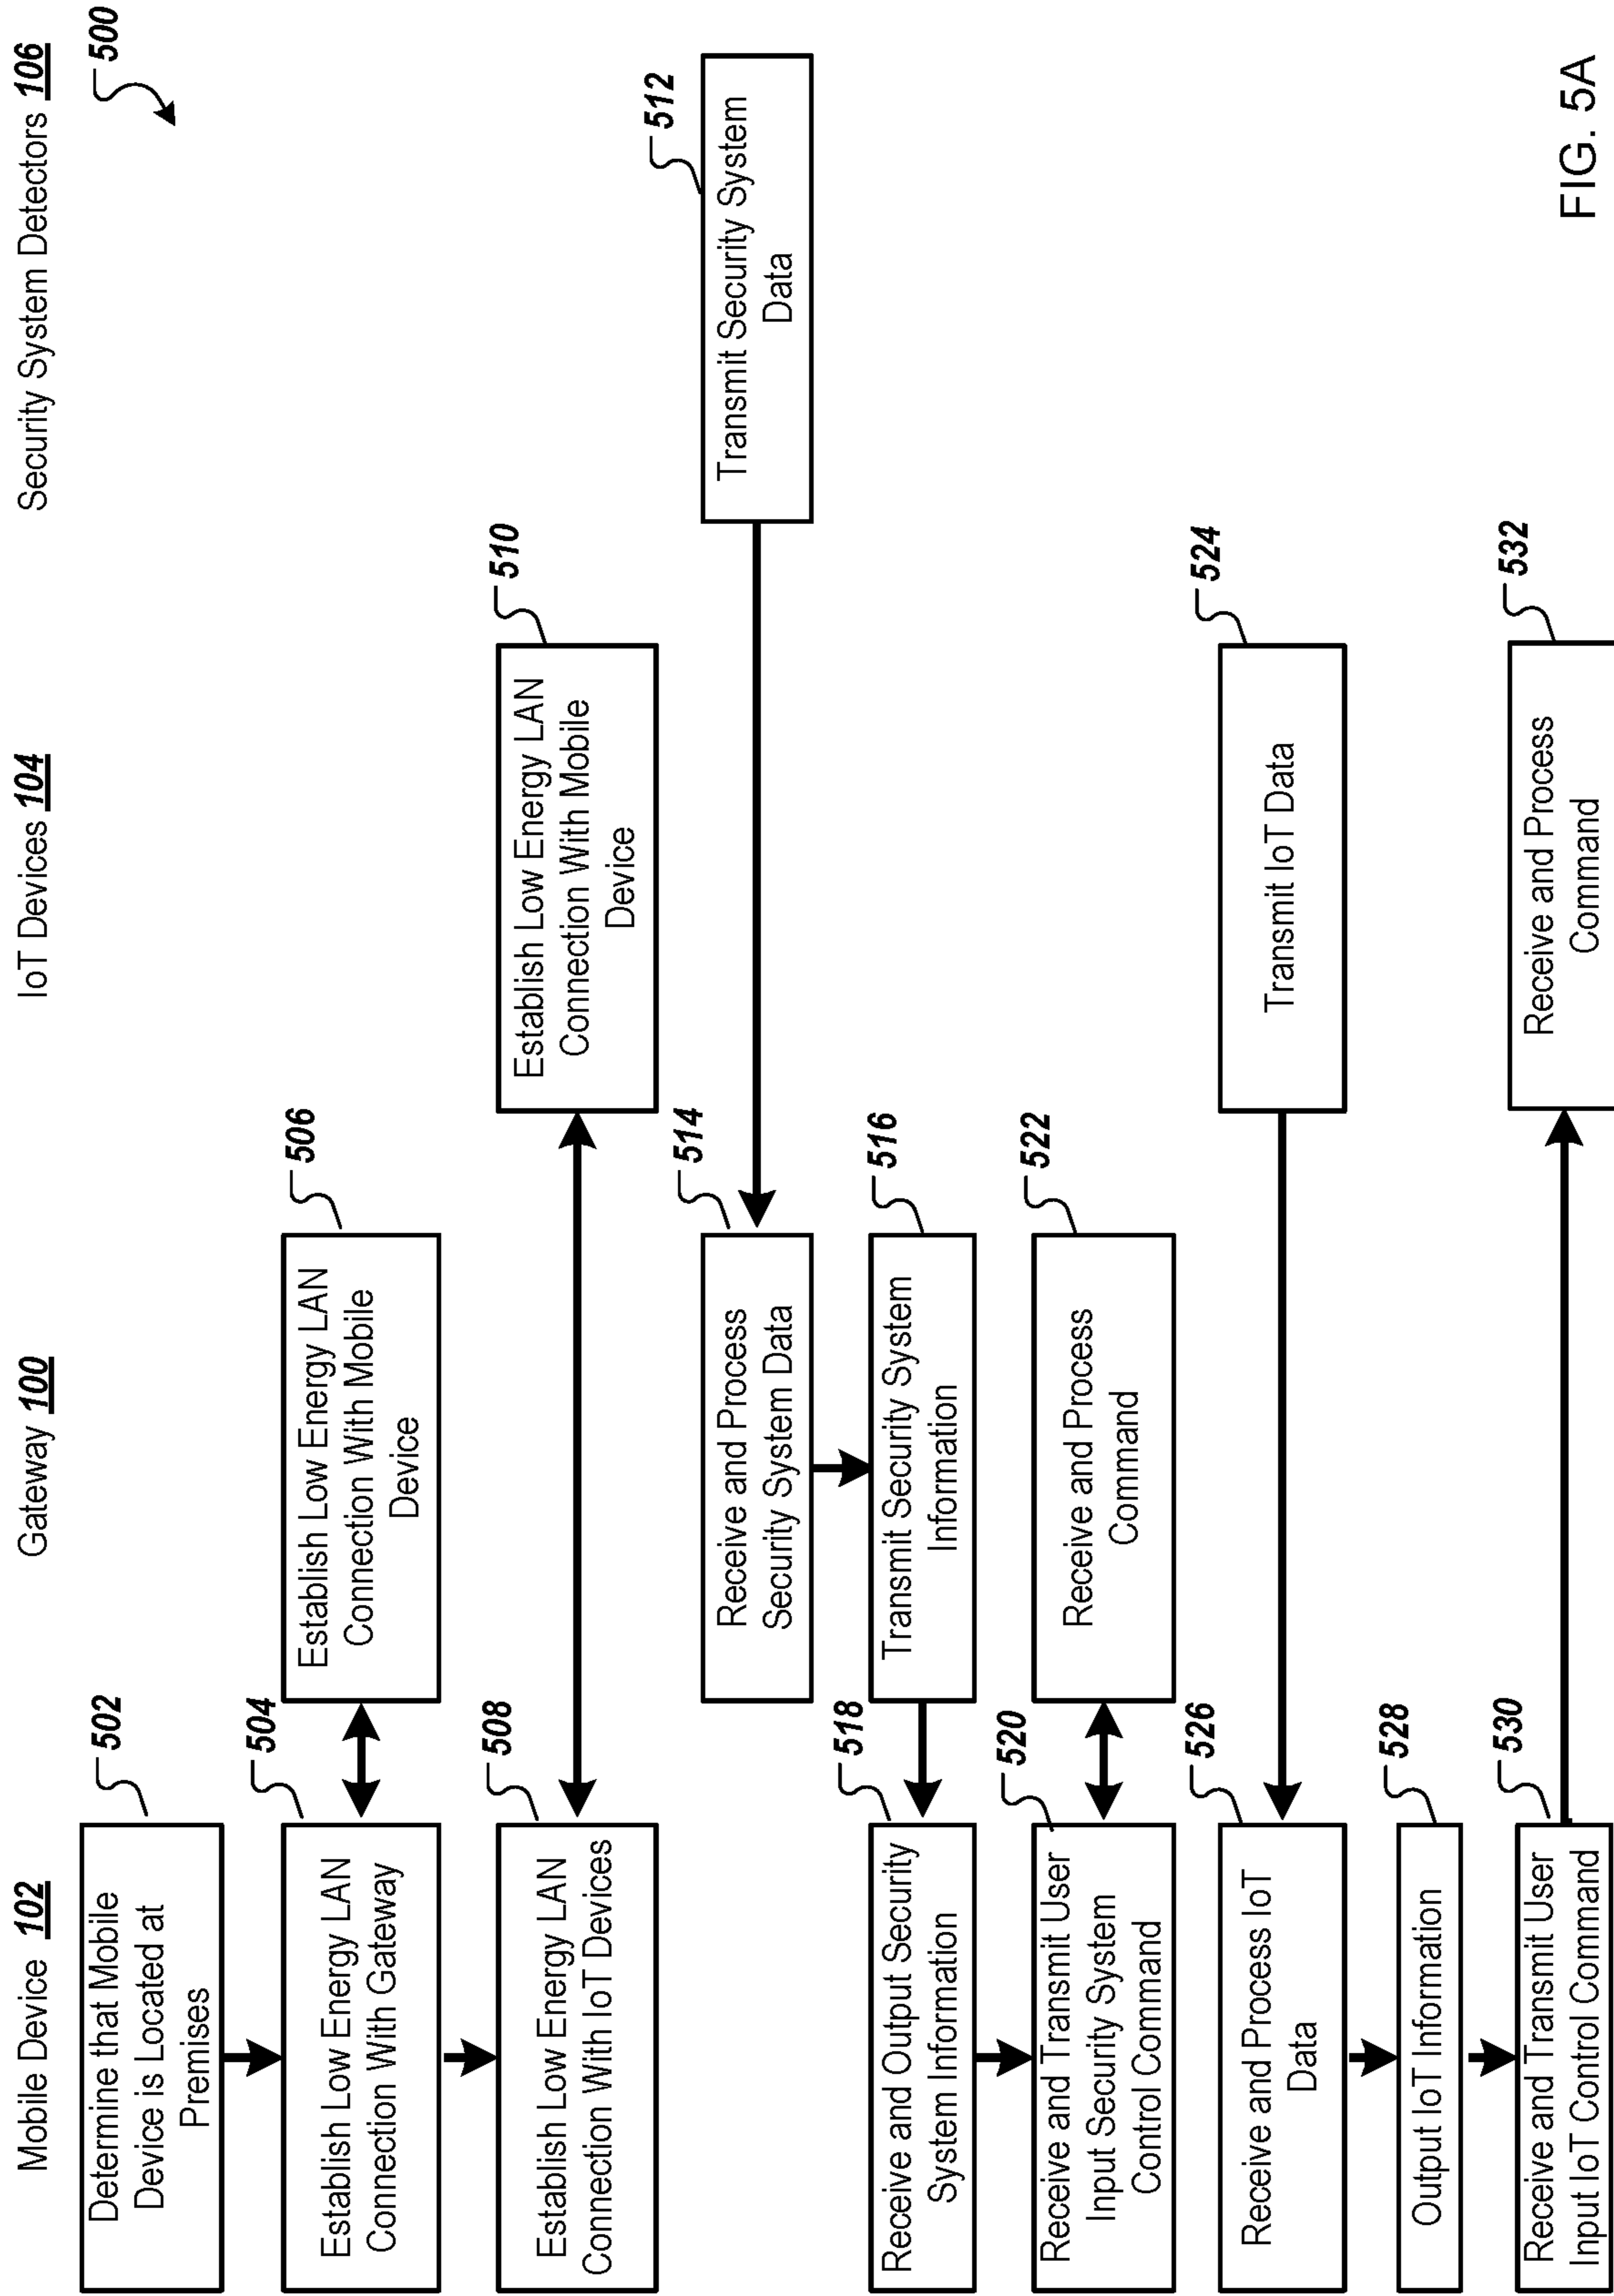 Mobile Device 102
Gateway 100
IoT Devices 104
Security System Detectors 106
500
502
Determine that Mobile
Device is Located at
Premises
504
Establish Low Energy LAN
Connection With Gateway
506
Establish Low Energy LAN
Connection With Mobile
Device
508
Establish Low Energy LAN
Connection With IoT Devices
510
Establish Low Energy LAN
Connection With Mobile
Device
512
Transmit Security System
Data
514
Receive and Process
Security System Data
516
Transmit Security System
Information
518
Receive and Output Security
System Information
520
Receive and Transmit User
Input Security System
Control Command
522
Receive and Process
Command
524
Transmit IoT Data
526
Receive and Process IoT
Data
528
Output IoT Information
530
Receive and Transmit User
Input IoT Control Command
532
Receive and Process
Command
FIG. 5A